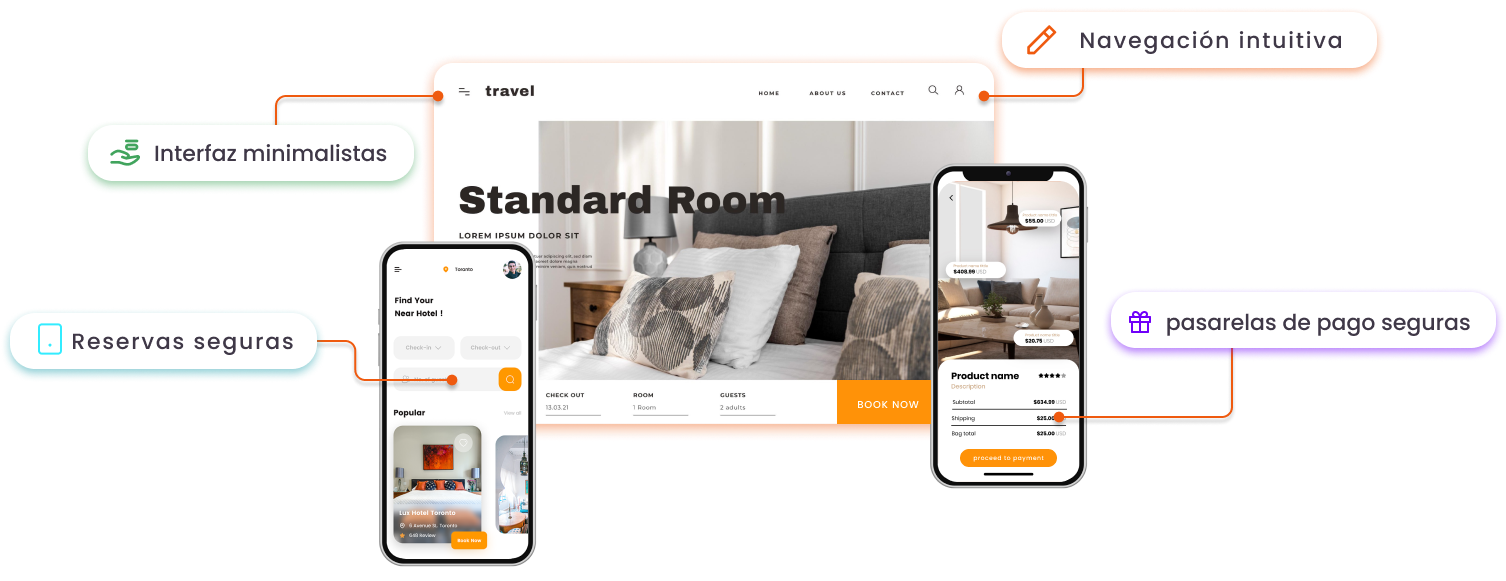 Navegación intuitiva
travel
HOME
ABOUT US
CONTACT
Interfaz minimalistas
Standard Room
LOREM IPSUM DOLOR SIT
$55.00 USD
$408.99 USD
Toronto
Find Your
Near Hotel !
Reservas seguras
Check-in
Check-out
pasarelas de pago seguras
$20.75 USD
Product name
Description
Subtotal $634.99 USD
Shipping $25.00
Bag total $25.00 USD
proceed to payment
CHECK OUT
13.03.21
ROOM
1 Room
GUESTS
2 adults
BOOK NOW
Popular
View all
Lux Hotel Toronto
6 Avenue St. Toronto
648 Review
Book Now